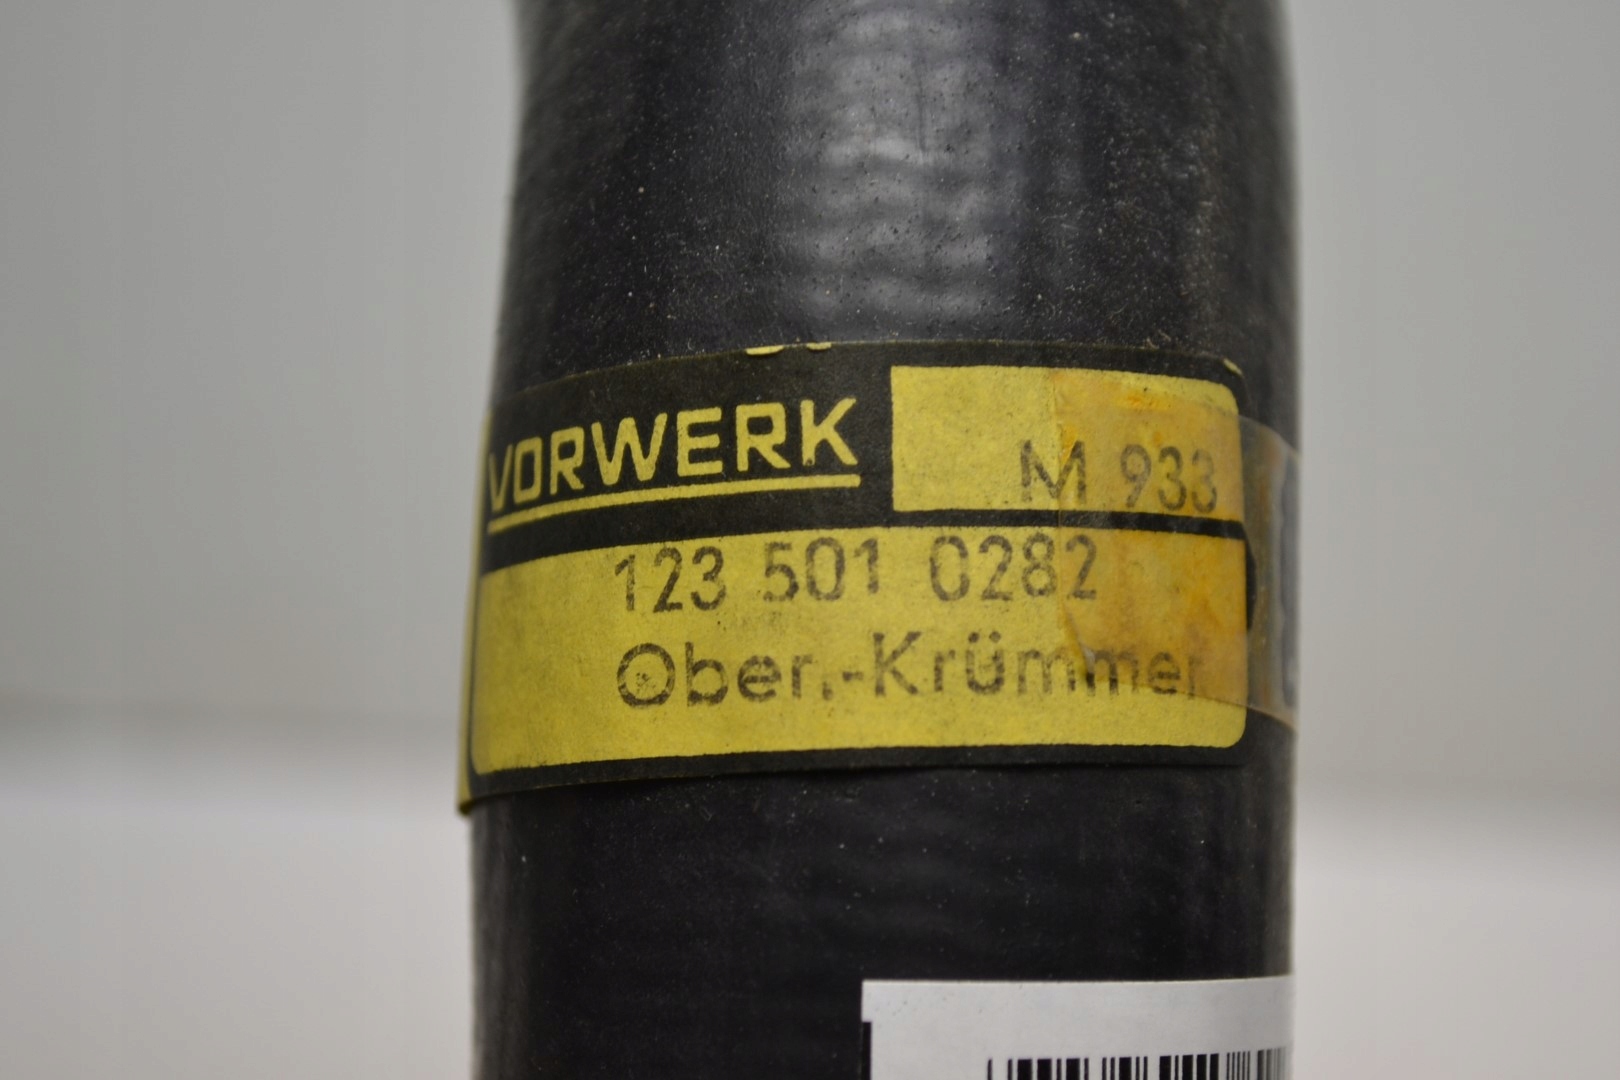 VORWERK
M 933
123 501 0282
Ober.-Krümmer